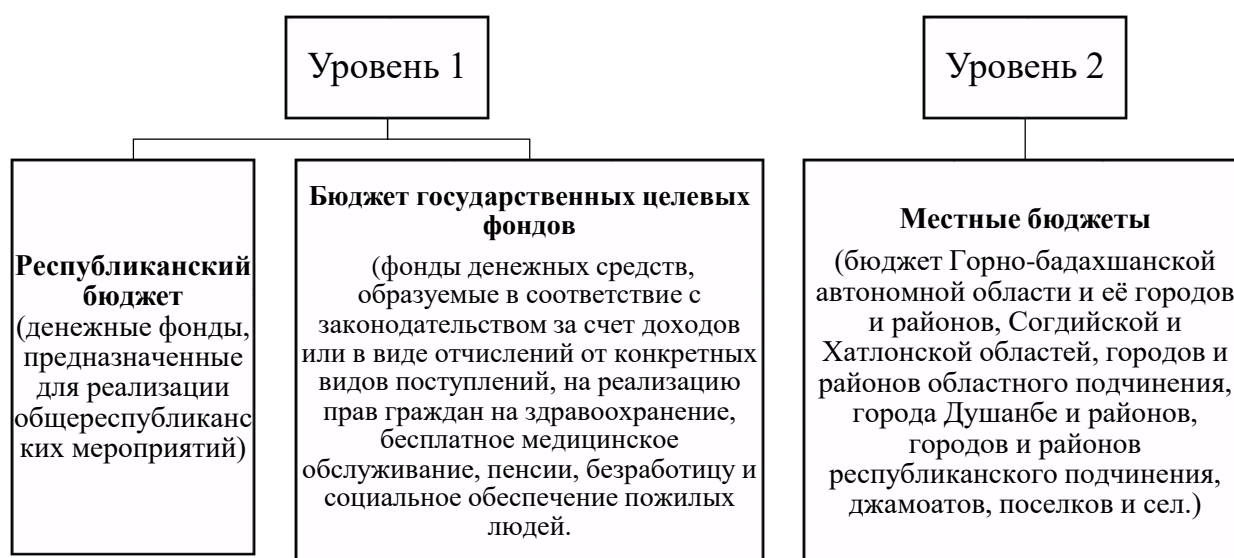 Уровень 1
Уровень 2
Республиканский
бюджет
(денежные фонды,
предназначенные
для реализации
общереспубликанс
ких мероприятий)
Бюджет государственных целевых
фондов
(фонды денежных средств,
образуемые в соответствие с
законодательством за счет доходов
или в виде отчислений от конкретных
видов поступлений, на реализацию
прав граждан на здравоохранение,
бесплатное медицинское
обслуживание, пенсии, безработицу и
социальное обеспечение пожилых
людей.
Местные бюджеты
(бюджет Горно-бадахшанской
автономной области и её городов
и районов, Согдийской и
Хатлонской областей, городов и
районов областного подчинения,
города Душанбе и районов,
городов и районов
республиканского подчинения,
джамоатов, поселков и сел.)